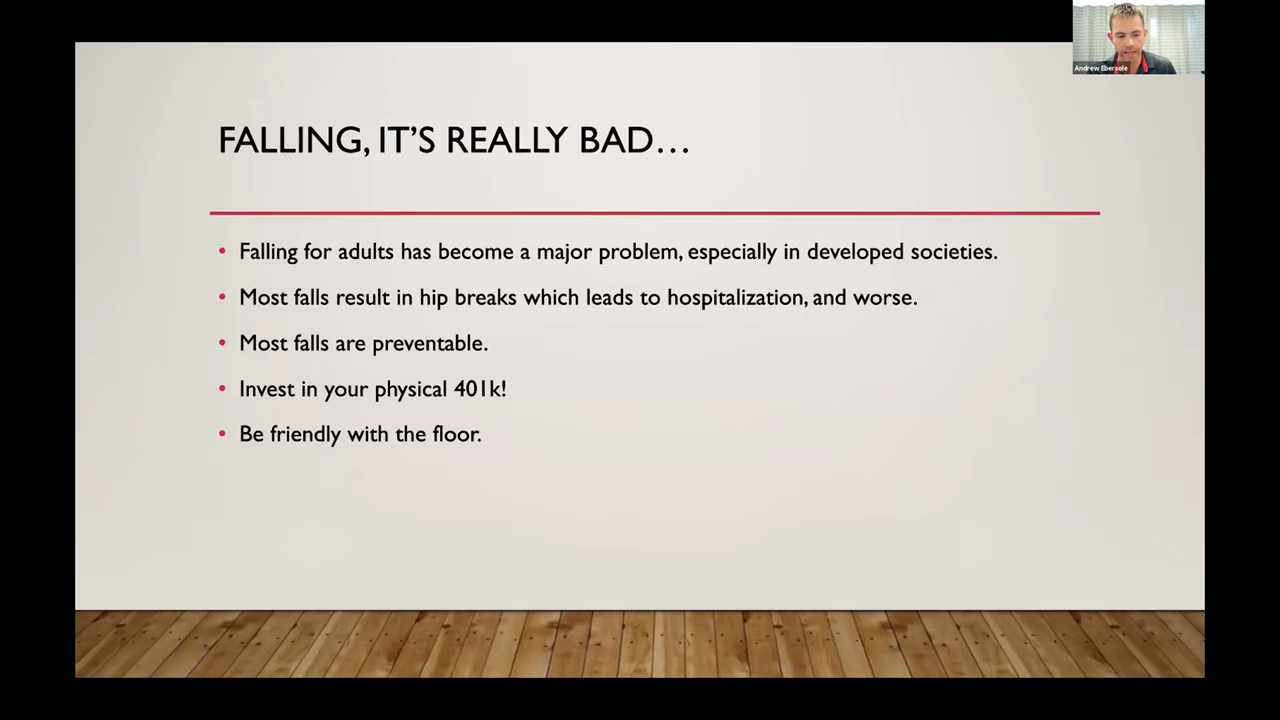 Andrew Ebersole
FALLING, IT’S REALLY BAD…
• Falling for adults has become a major problem, especially in developed societies.
• Most falls result in hip breaks which leads to hospitalization, and worse.
• Most falls are preventable.
• Invest in your physical 401k!
• Be friendly with the floor.